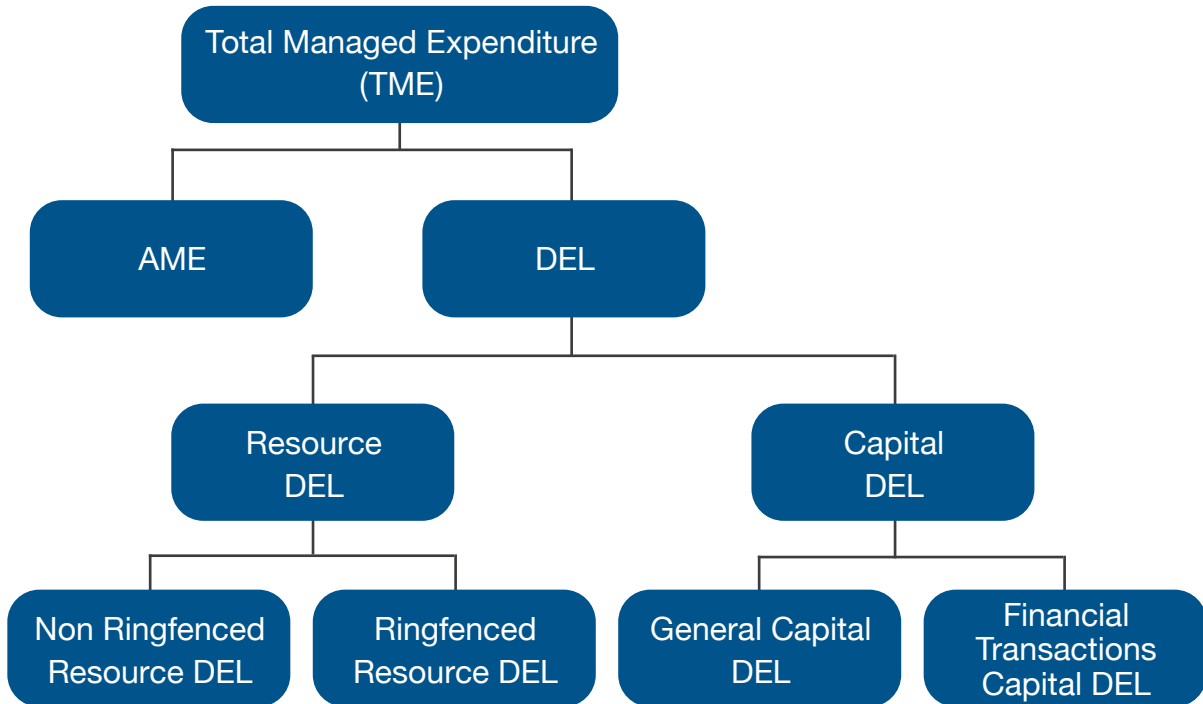 Total Managed Expenditure
(TME)
AME
DEL
Resource
DEL
Capital
DEL
Non Ringfenced
Resource DEL
Ringfenced
Resource DEL
General Capital
DEL
Financial
Transactions
Capital DEL